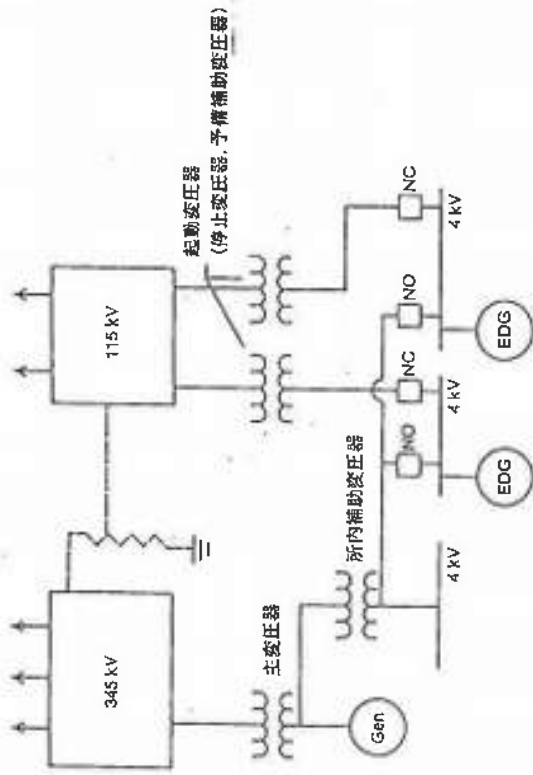 345 kV
115 kV
起動変圧器
(停止変圧器, 予備補助変圧器)
主変圧器
所内補助変圧器
Gen
NO
NC
NO
NC
4 kV
4 kV
4 kV
EDG
EDG